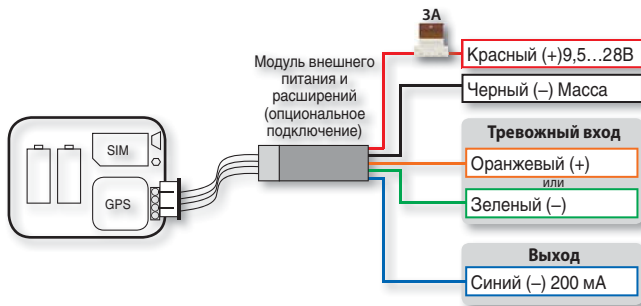 3А
Модуль внешнего
питания и
расширений
(опциональное
подключение)
Красный (+)9,5...28В
Черный (–) Масса
Тревожный вход
Оранжевый (+)
или
Зеленый (–)
Выход
Синий (–) 200 мА
SIM
GPS